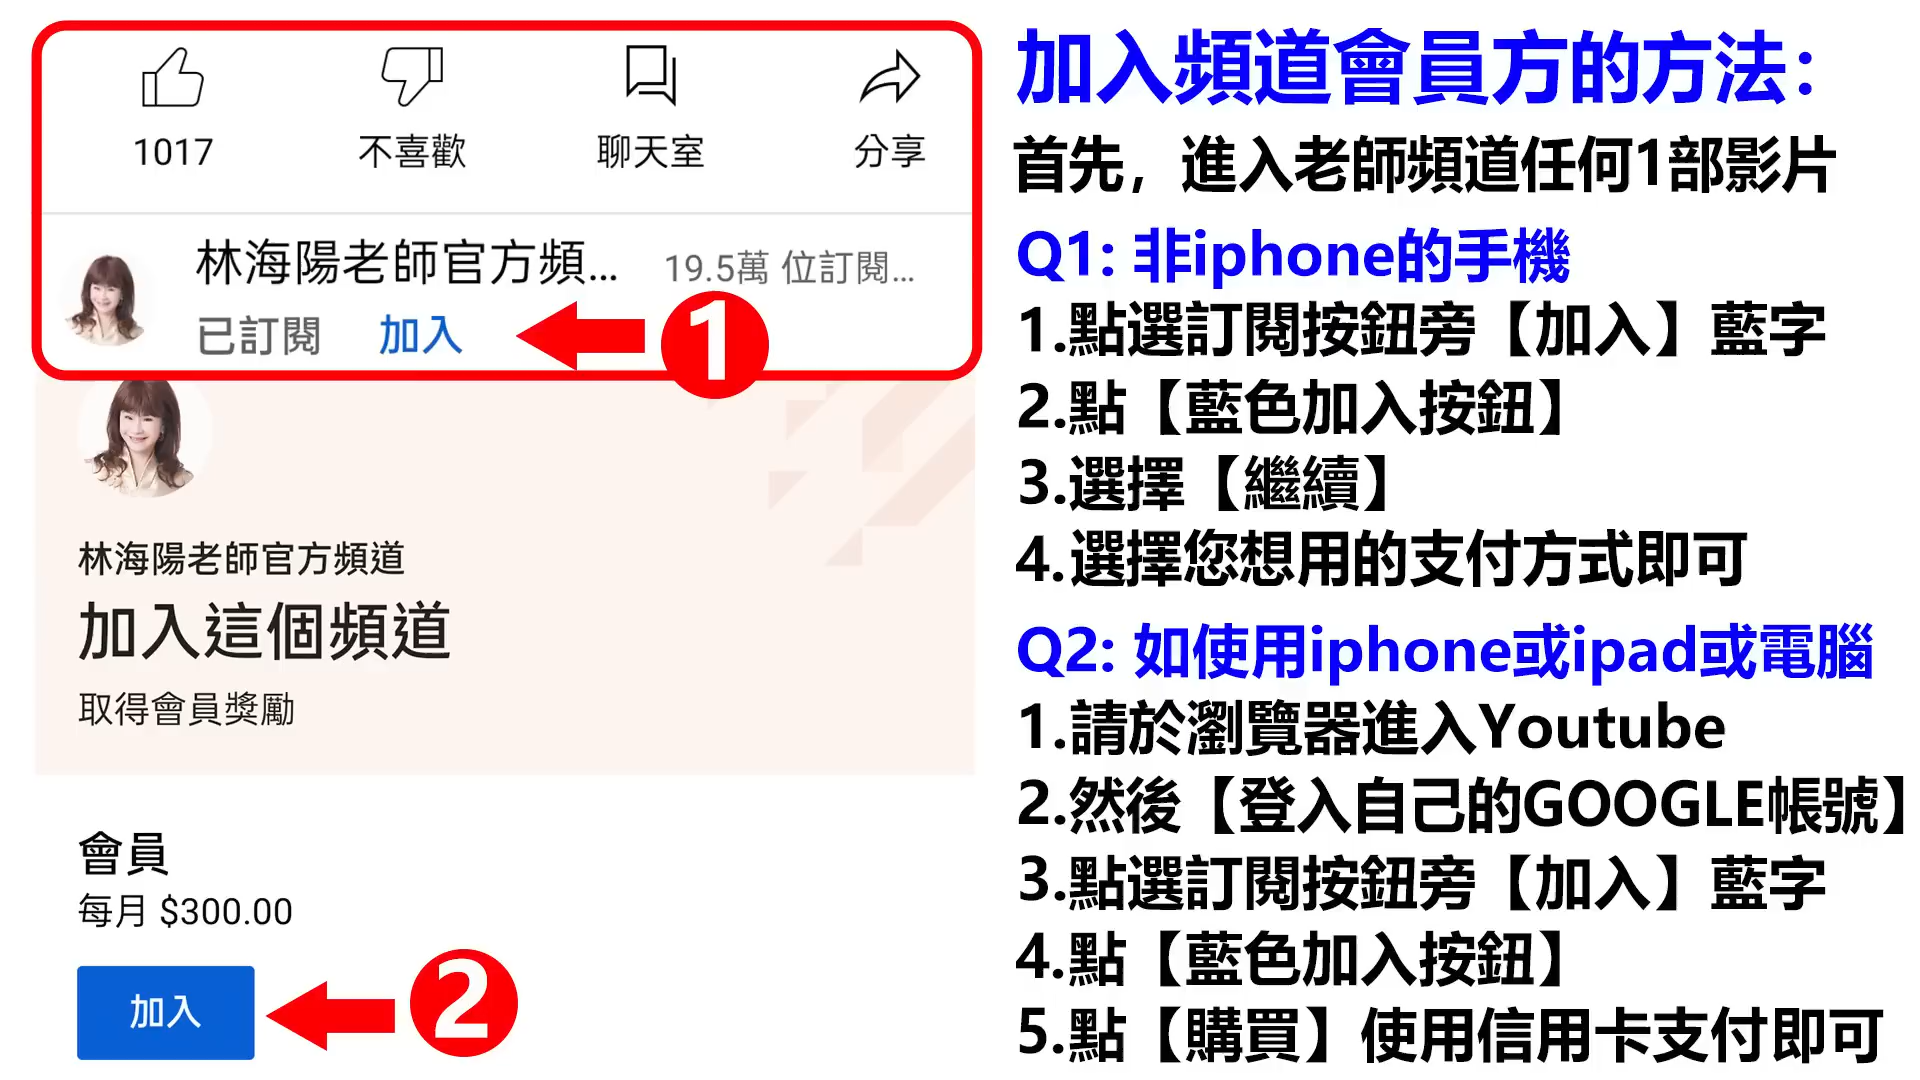 1017
不喜歡
聊天室
分享
林海陽老師官方頻...
19.5萬 位訂閱...
已訂閱
加入
1
林海陽老師官方頻道
加入這個頻道
取得會員獎勵
會員
每月 $300.00
加入
2
加入頻道會員方的方法:
首先，進入老師頻道任何1部影片
Q1: 非iphone的手機
1.點選訂閱按鈕旁【加入】藍字
2.點【藍色加入按鈕】
3.選擇【繼續】
4.選擇您想用的支付方式即可
Q2: 如使用iphone或ipad或電腦
1.請於瀏覽器進入Youtube
2.然後【登入自己的GOOGLE帳號】
3.點選訂閱按鈕旁【加入】藍字
4.點【藍色加入按鈕】
5.點【購買】使用信用卡支付即可